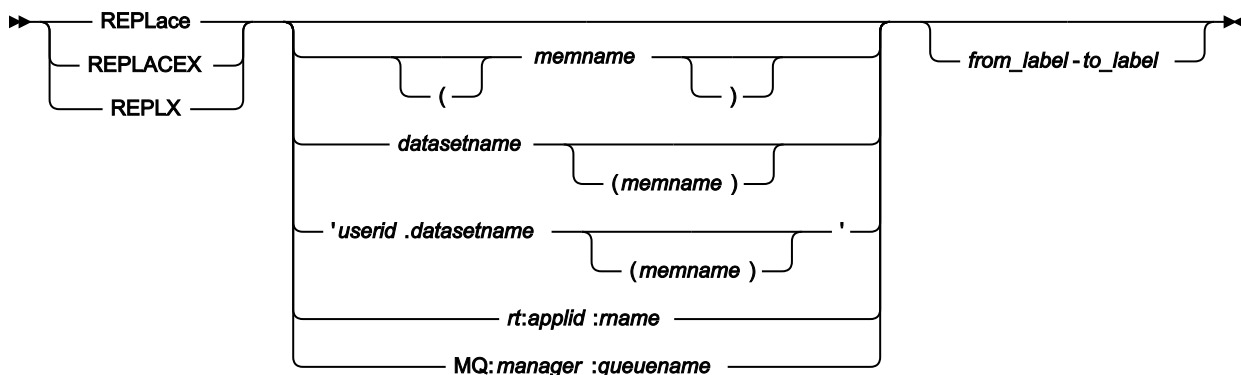 REPLace
REPLACEX
REPLX
( memname )
datasetname
(memname )
'userid .datasetname '
(memname )
rt:applid :rname
MQ:manager :queuename
from_label -to_label